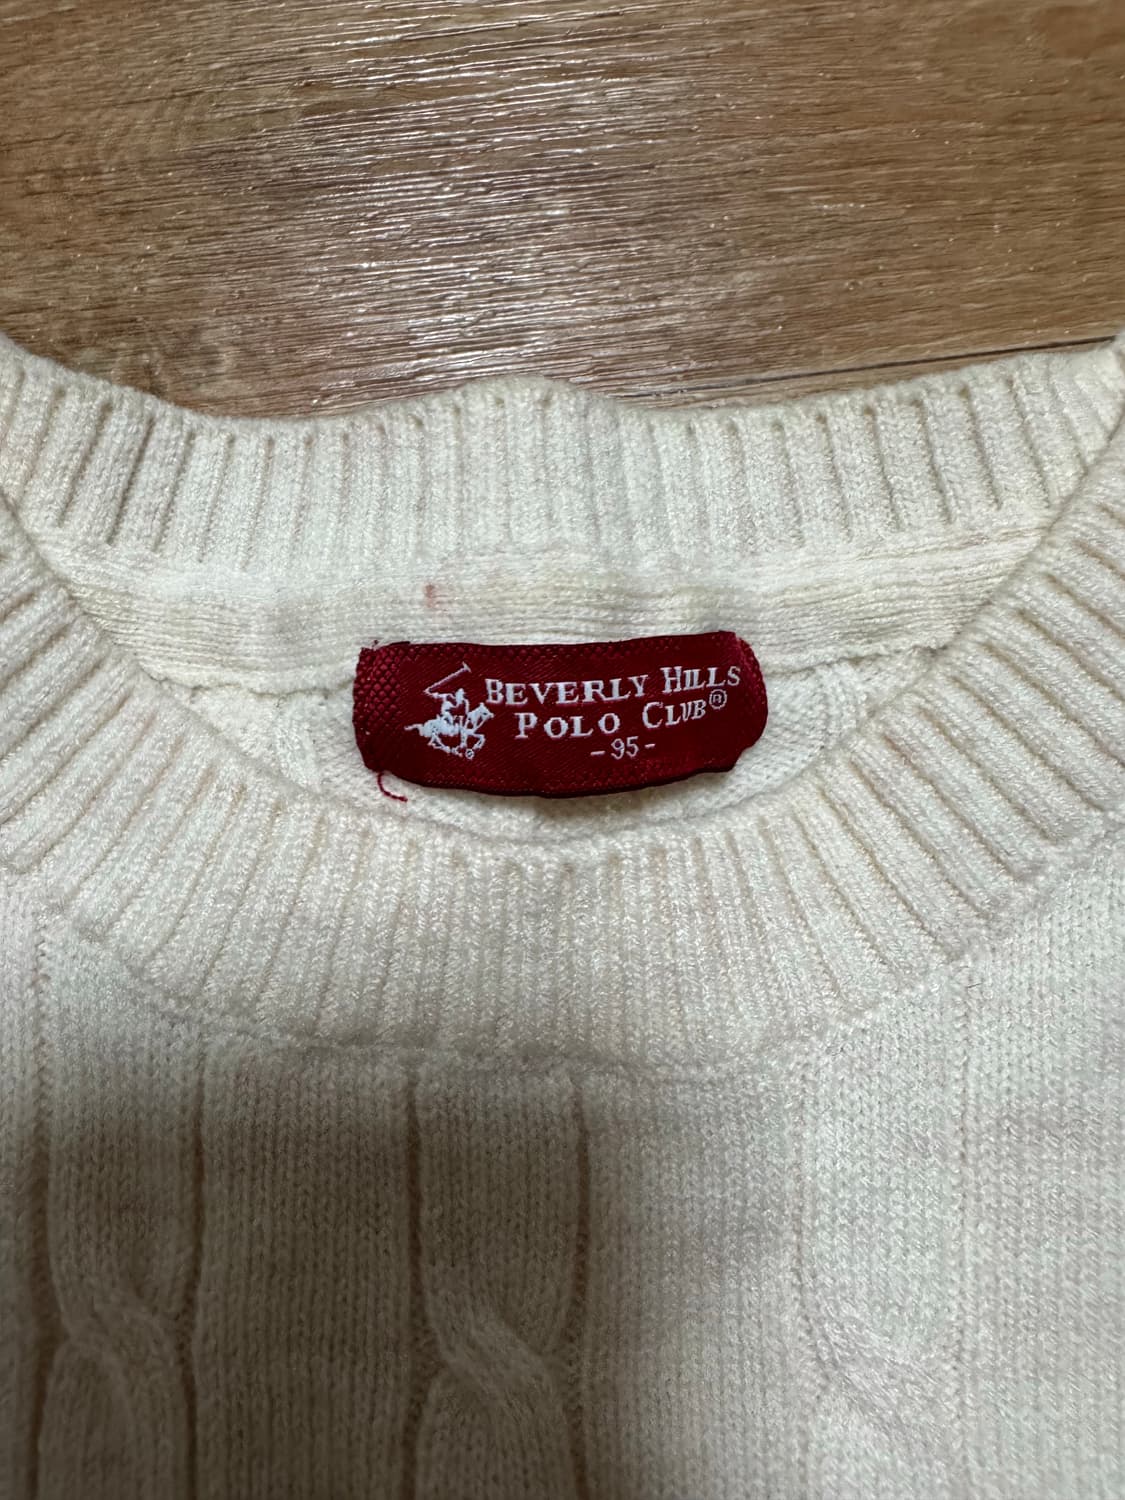 BEVERLY HILLS
POLO CLUB®
-95-